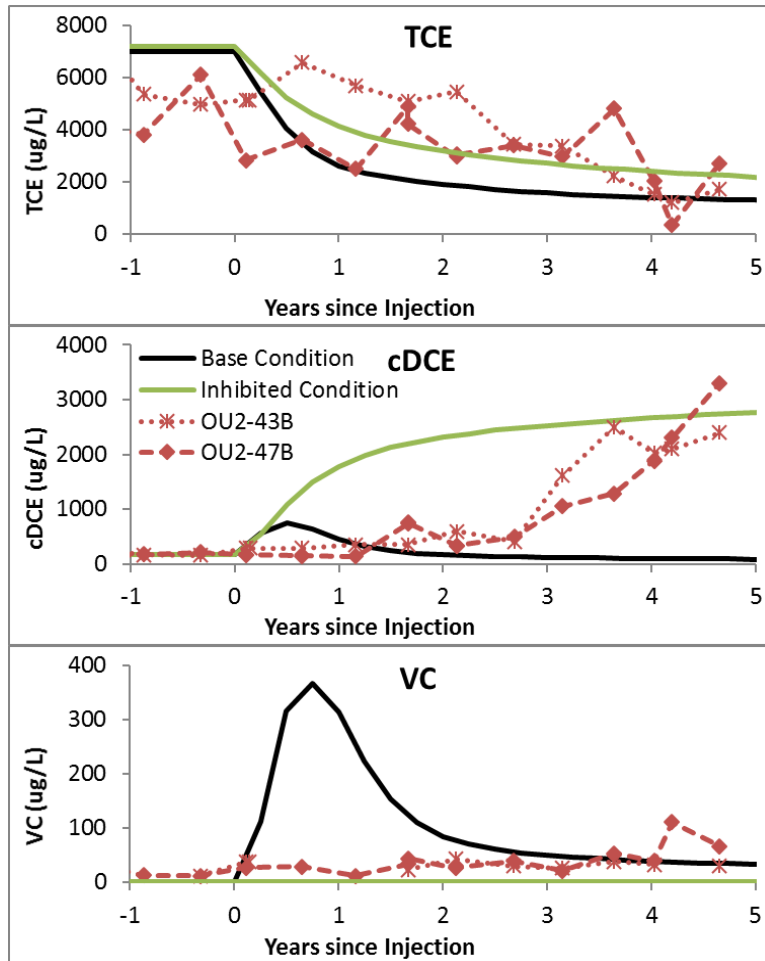 TCE
8000
6000
4000
2000
0
TCE (ug/L)
-1 0 1 2 3 4 5
Years since Injection
cDCE
4000
3000
2000
1000
0
cDCE (ug/L)
Base Condition
Inhibited Condition
OU2-43B
OU2-47B
-1 0 1 2 3 4 5
Years since Injection
VC
400
300
200
100
0
VC (ug/L)
-1 0 1 2 3 4 5
Years since Injection